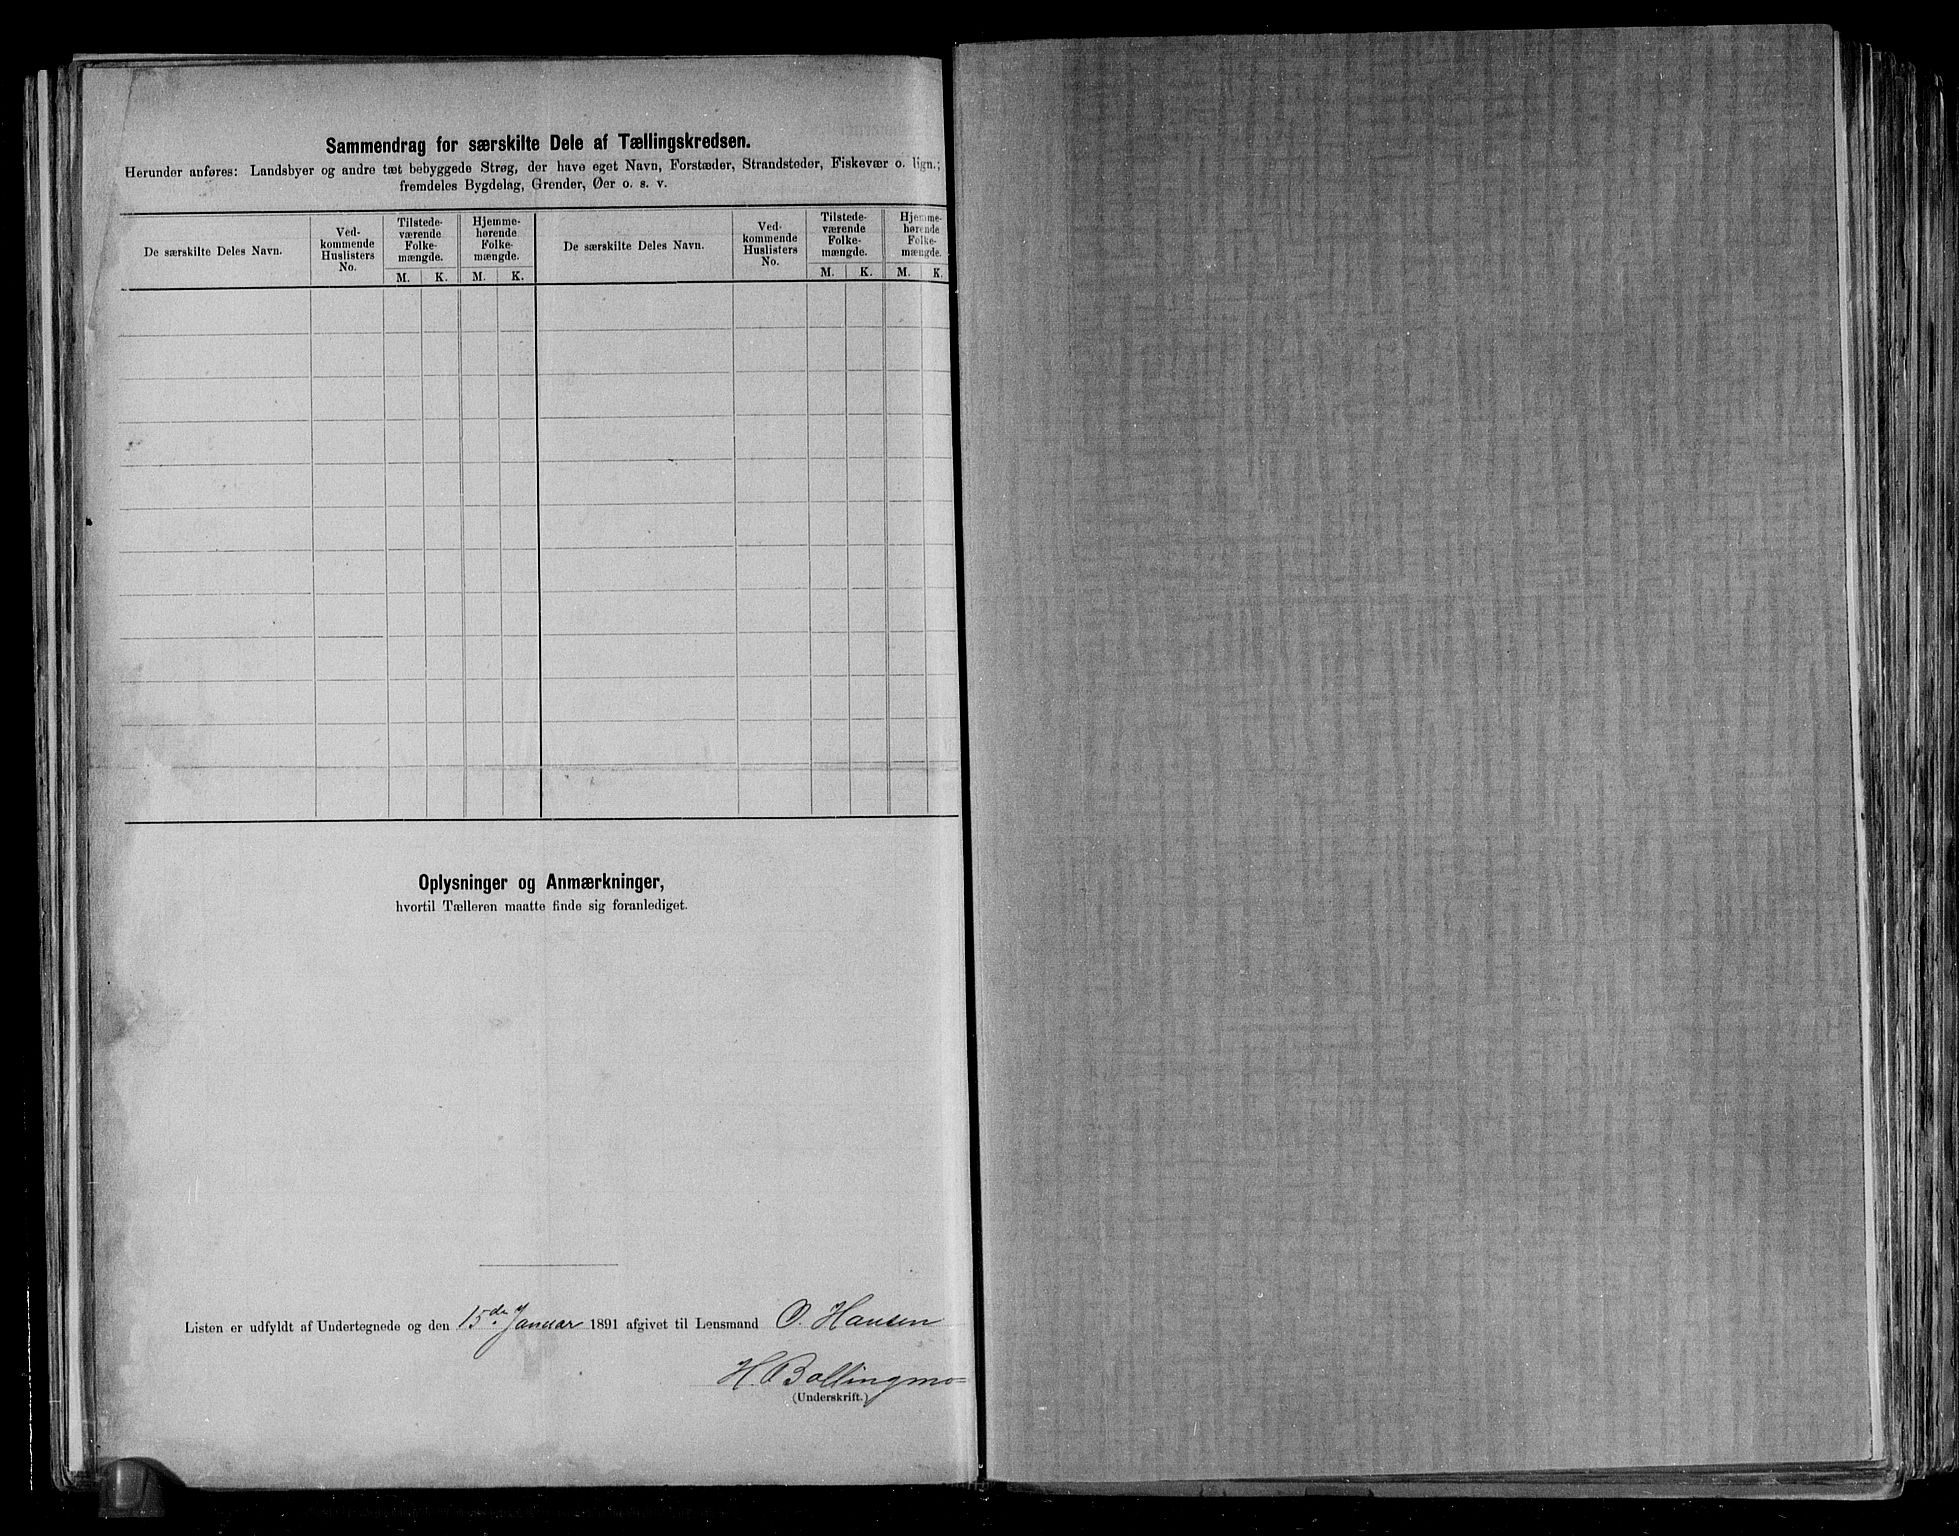 Sammendrag for særskilte Dele af Tællingskredsen.
Herunder anføres: Landsbyer og andre tæt bebyggede Strøg, der have eget Navn, Forstæder, Strandsteder, Fiskevær o. lign.;
fremdeles Bygdelag, Grender, Øer o. s. v.
De særskilte Deles Navn.
Ved-
kommende
Huslisters
No.
Tilstede-
værende
Folke-
mængde.
M. K.
Hjemme-
hørende
Folke-
mængde.
M. K.
De særskilte Deles Navn.
Ved-
kommende
Huslisters
No.
Tilstede-
værende
Folke-
mængde.
M. K.
Hjemme-
hørende
Folke-
mængde.
M. K.
Oplysninger og Anmærkninger,
hvortil Tælleren maatte finde sig foranlediget.
Listen er udfyldt af Undertegnede og den 15de Januar 1891 afgivet til Lensmand O. Hansen
H. Bollingmo
(Underskrift.)